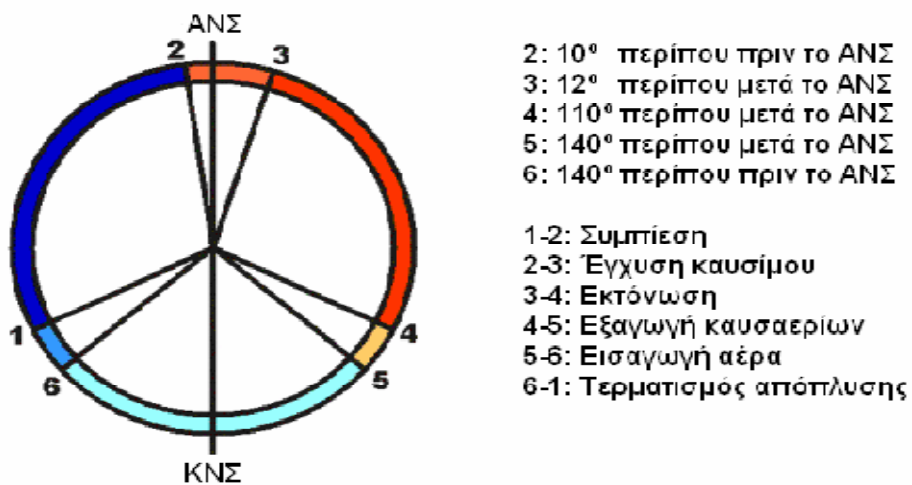 ΑΝΣ
2
3
1
4
6
5
ΚΝΣ
2: 10° περίπου πριν το ΑΝΣ
3: 12° περίπου μετά το ΑΝΣ
4: 110° περίπου μετά το ΑΝΣ
5: 140° περίπου μετά το ΑΝΣ
6: 140° περίπου πριν το ΑΝΣ
1-2: Συμπίεση
2-3: Έγχυση καυσίμου
3-4: Εκτόνωση
4-5: Εξαγωγή καυσαερίων
5-6: Εισαγωγή αέρα
6-1: Τερματισμός απόπλυσης